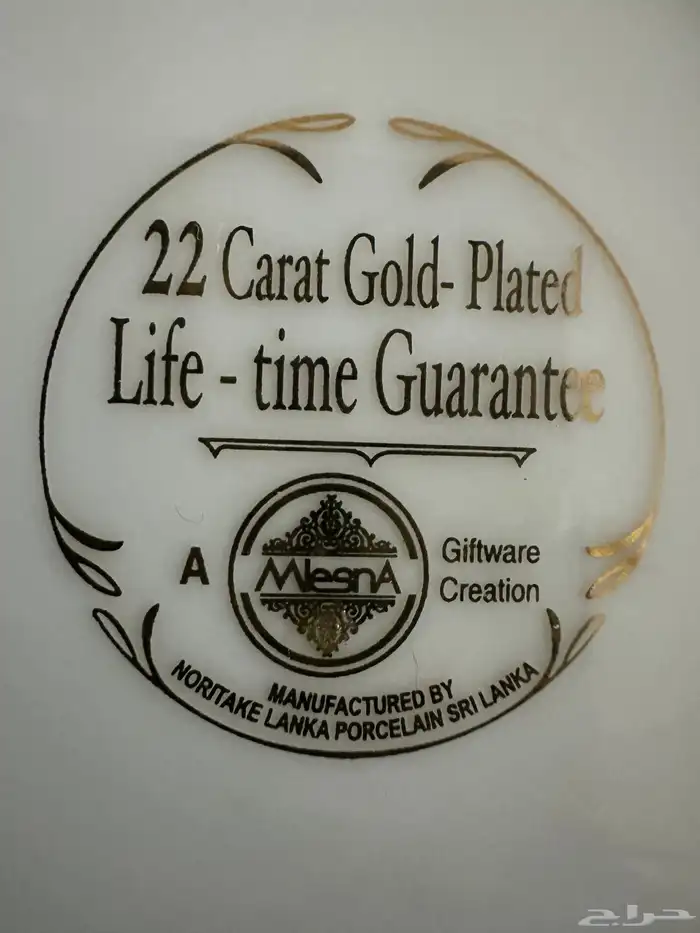 22 Carat Gold- Plated
Life - time Guarantee
A MlesnA Giftware
Creation
MANUFACTURED BY
NORITAKE LANKA PORCELAIN SRI LANKA
حراج